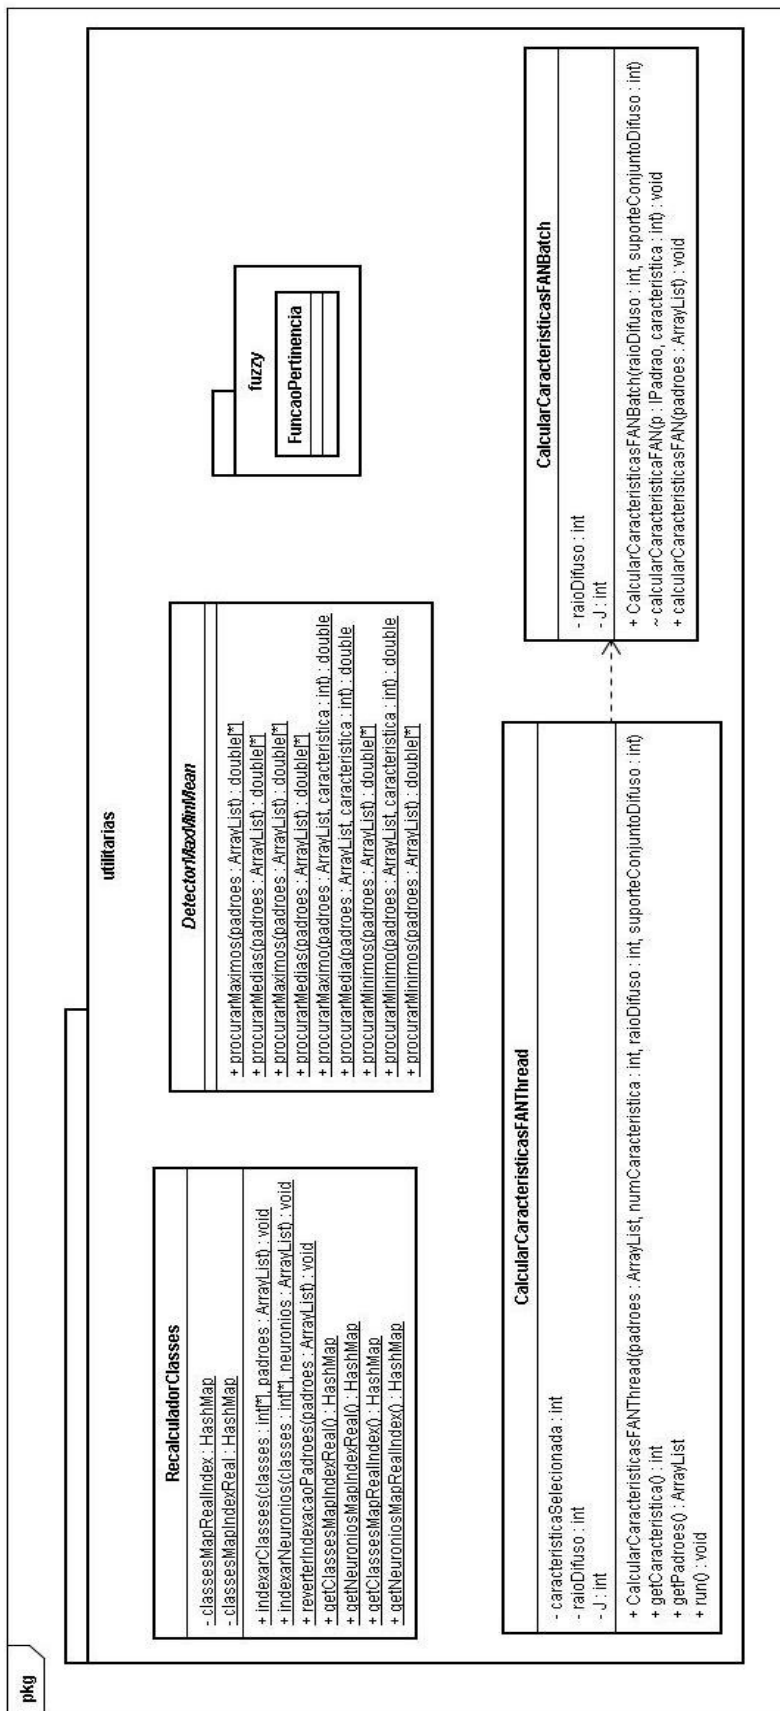 pkg
utilitarias
RecalculadorClasses
- classesMapRealIndex : HashMap
- classesMapIndexReal : HashMap
+ indexarClasses(classes : int[*], padroes : ArrayList) : void
+ indexarNeuronios(classes : int[*], neuronios : ArrayList) : void
+ reverterIndexacaoPadroes(padroes : ArrayList) : void
+ getClassesMapIndexReal() : HashMap
+ getNeuroniosMapIndexReal() : HashMap
+ getClassesMapRealIndex() : HashMap
+ getNeuroniosMapRealIndex() : HashMap
DetectorMaxMinMean
+ procurarMaximos(padroes : ArrayList) : double[*]
+ procurarMedias(padroes : ArrayList) : double[*]
+ procurarMaximos(padroes : ArrayList) : double[*]
+ procurarMedias(padroes : ArrayList) : double[*]
+ procurarMaximo(padroes : ArrayList, caracteristica : int) : double
+ procurarMedia(padroes : ArrayList, caracteristica : int) : double
+ procurarMinimos(padroes : ArrayList) : double[*]
+ procurarMinimo(padroes : ArrayList, caracteristica : int) : double
+ procurarMinimos(padroes : ArrayList) : double[*]
fuzzy
FuncaoPertinencia
CalcularCaracteristicasFANThread
- caracteristicaSelecionada : int
- raioDifuso : int
- J : int
+ CalcularCaracteristicasFANThread(padroes : ArrayList, numCaracteristica : int, raioDifuso : int, suporteConjuntoDifuso : int)
+ getCaracteristica() : int
+ getPadroes() : ArrayList
+ run() : void
CalcularCaracteristicasFANBatch
- raioDifuso : int
- J : int
+ CalcularCaracteristicasFANBatch(raioDifuso : int, suporteConjuntoDifuso : int)
~ calcularCaracteristicaFAN(p : IPadrao, caracteristica : int) : void
+ calcularCaracteristicasFAN(padroes : ArrayList) : void